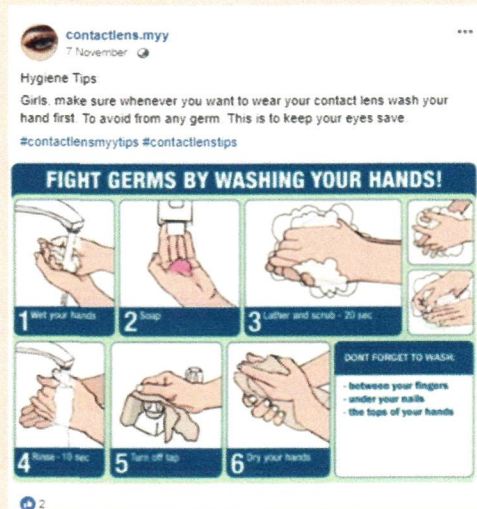 contactlens.myy
7 November
Hygiene Tips
Girls, make sure whenever you want to wear your contact lens wash your
hand first. To avoid from any germ. This is to keep your eyes save.
#contactlensmyytips #contactlenstips
FIGHT GERMS BY WASHING YOUR HANDS!
1 Wet your hands
2 Soap
3 Lather and scrub - 20 sec
4 Rinse - 10 sec
5 Turn off tap
6 Dry your hands
DONT FORGET TO WASH:
- between your fingers
- under your nails
- the tops of your hands
2